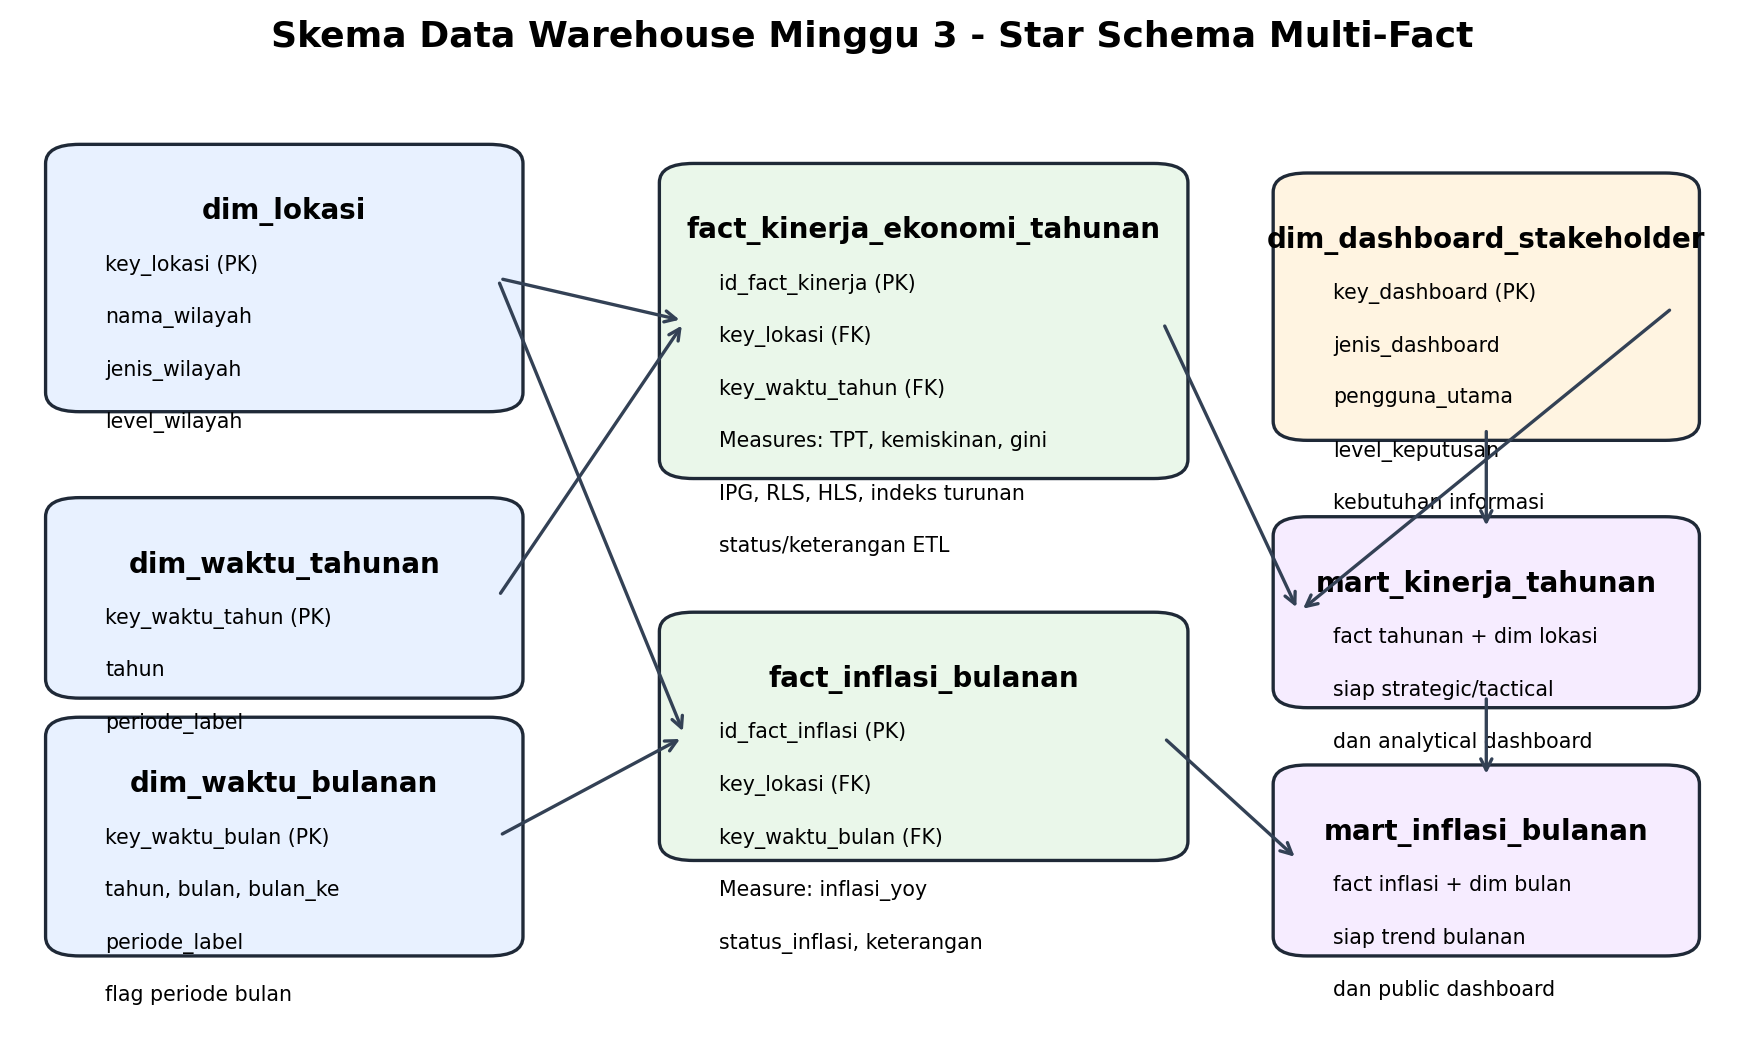 Skema Data Warehouse Minggu 3 - Star Schema Multi-Fact
dim_lokasi
key_lokasi (PK)
nama_wilayah
jenis_wilayah
level_wilayah
dim_waktu_tahunan
key_waktu_tahun (PK)
tahun
periode_label
dim_waktu_bulanan
key_waktu_bulan (PK)
tahun, bulan, bulan_ke
periode_label
flag periode bulan
fact_kinerja_ekonomi_tahunan
id_fact_kinerja (PK)
key_lokasi (FK)
key_waktu_tahun (FK)
Measures: TPT, kemiskinan, gini
IPG, RLS, HLS, indeks turunan
status/keterangan ETL
fact_inflasi_bulanan
id_fact_inflasi (PK)
key_lokasi (FK)
key_waktu_bulan (FK)
Measure: inflasi_yoy
status_inflasi, keterangan
dim_dashboard_stakeholder
key_dashboard (PK)
jenis_dashboard
pengguna_utama
level_keputusan
kebutuhan informasi
mart_kinerja_tahunan
fact tahunan + dim lokasi
siap strategic/tactical
dan analytical dashboard
mart_inflasi_bulanan
fact inflasi + dim bulan
siap trend bulanan
dan public dashboard